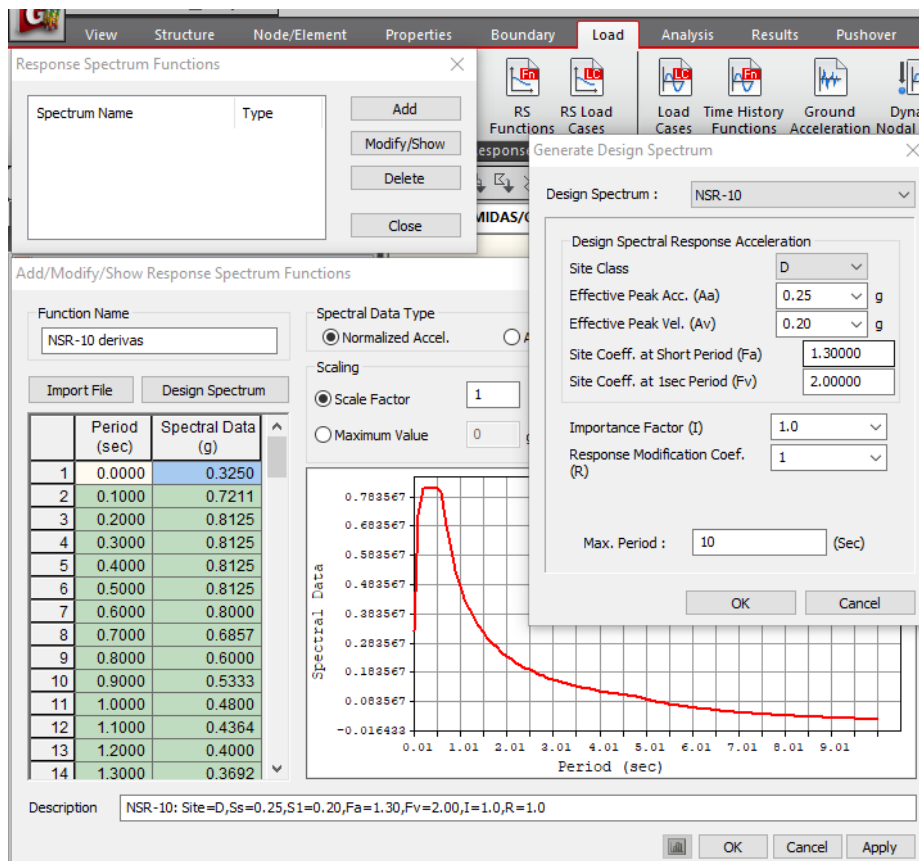 View Structure Node/Element Properties Boundary Load Analysis Results Pushover
Response Spectrum Functions
Spectrum Name Type
Add
Modify/Show
Delete
Close
RS Functions
RS Load Cases
Load Cases
Time History Functions
Ground Acceleration
Nodal
MIDAS/
Generate Design Spectrum
Design Spectrum : NSR-10
Design Spectral Response Acceleration
Site Class D
Effective Peak Acc. (Aa) 0.25 g
Effective Peak Vel. (Av) 0.20 g
Site Coeff. at Short Period (Fa) 1.30000
Site Coeff. at 1sec Period (Fv) 2.00000
Importance Factor (I) 1.0
Response Modification Coef. (R) 1
Max. Period : 10 (Sec)
OK Cancel
Add/Modify/Show Response Spectrum Functions
Function Name
NSR-10 derivas
Import File Design Spectrum
Spectral Data Type
Normalized Accel.
Scaling
Scale Factor 1
Maximum Value 0
Period (sec) Spectral Data (g)
1 0.0000 0.3250
2 0.1000 0.7211
3 0.2000 0.8125
4 0.3000 0.8125
5 0.4000 0.8125
6 0.5000 0.8125
7 0.6000 0.8000
8 0.7000 0.6857
9 0.8000 0.6000
10 0.9000 0.5333
11 1.0000 0.4800
12 1.1000 0.4364
13 1.2000 0.4000
14 1.3000 0.3692
Spectral Data
0.783567
0.683567
0.583567
0.483567
0.383567
0.283567
0.183567
0.083567
-0.016433
0.01 1.01 2.01 3.01 4.01 5.01 6.01 7.01 8.01 9.01
Period (sec)
Description NSR-10: Site=D,Ss=0.25,S1=0.20,Fa=1.30,Fv=2.00,I=1.0,R=1.0
OK Cancel Apply